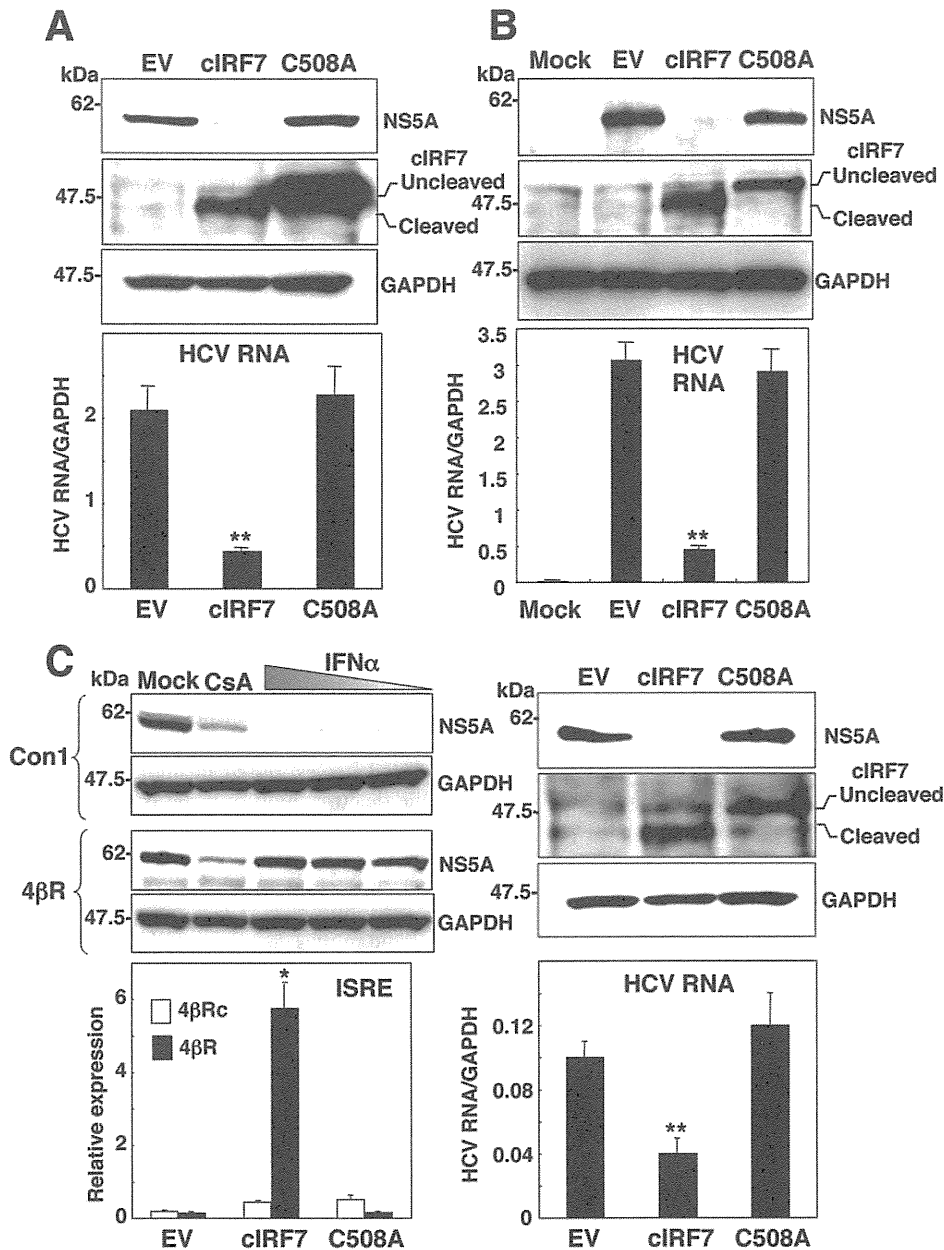 A
kDa
EV cIRF7 C508A
62
NS5A
cIRF7
Uncleaved
47.5
Cleaved
47.5
GAPDH
HCV RNA
HCV RNA/GAPDH
2
1
0
**
EV cIRF7 C508A
B
kDa
Mock EV cIRF7 C508A
62
NS5A
cIRF7
Uncleaved
47.5
Cleaved
47.5
GAPDH
HCV
RNA
HCV RNA/GAPDH
3.5
3
2.5
2
1.5
1
0.5
0
**
Mock EV cIRF7 C508A
C
kDa
Mock CsA IFNα
Con1
62
NS5A
47.5
GAPDH
4βR
62
NS5A
47.5
GAPDH
ISRE
4βRc
4βR
Relative expression
6
4
2
0
*
EV cIRF7 C508A
kDa
EV cIRF7 C508A
62
NS5A
cIRF7
Uncleaved
47.5
Cleaved
47.5
GAPDH
HCV RNA
HCV RNA/GAPDH
0.12
0.08
0.04
0
**
EV cIRF7 C508A